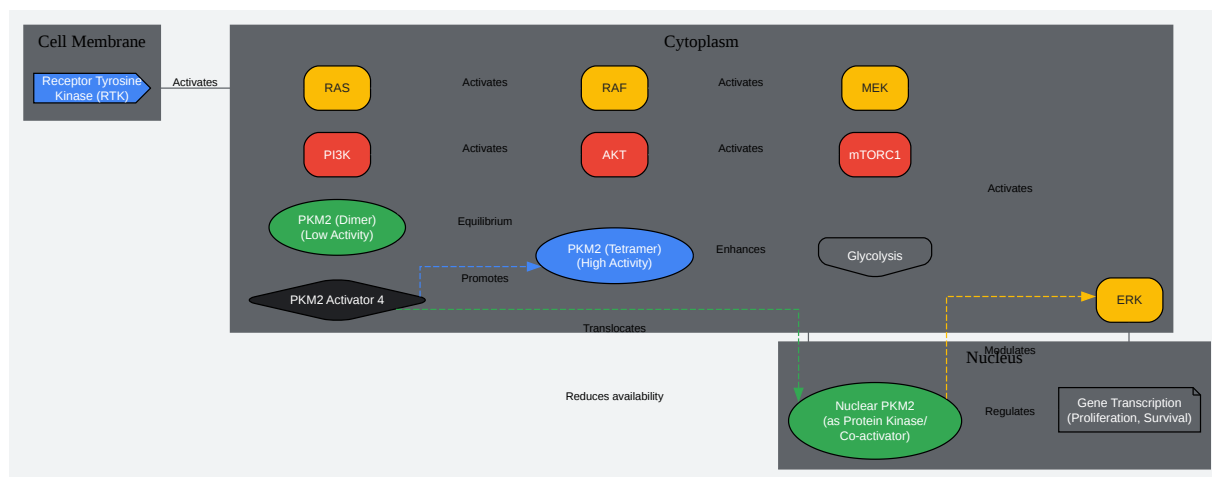 Cell Membrane
Cytoplasm
Receptor Tyrosine
Kinase (RTK)
Activates
RAS
Activates
RAF
Activates
MEK
PI3K
Activates
AKT
Activates
mTORC1
Activates
PKM2 (Dimer)
(Low Activity)
Equilibrium
PKM2 (Tetramer)
(High Activity)
Enhances
Glycolysis
Promotes
PKM2 Activator 4
ERK
Translocates
Modulates
Nucleus
Reduces availability
Nuclear PKM2
(as Protein Kinase/
Co-activator)
Regulates
Gene Transcription
(Proliferation, Survival)